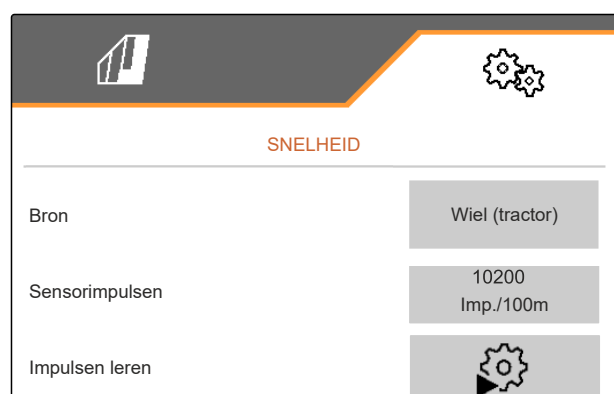 SNELHEID
Bron
Wiel (tractor)
Sensorimpulsen
10200
Imp./100m
Impulsen leren